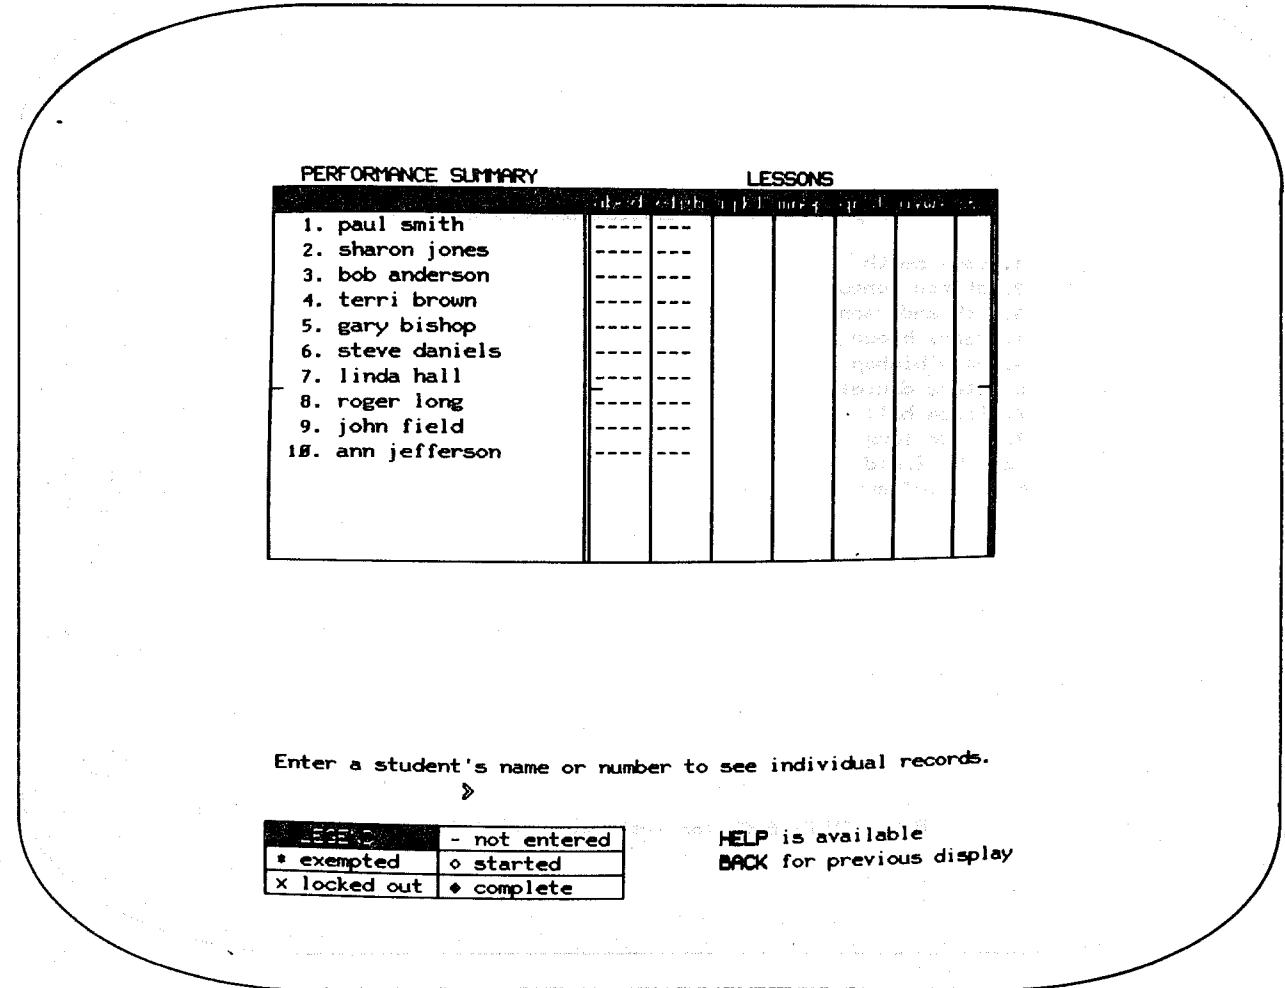 PERFORMANCE SUMMARY LESSONS
1. paul smith ---- ---
2. sharon jones ---- ---
3. bob anderson ---- ---
4. terri brown ---- ---
5. gary bishop ---- ---
6. steve daniels ---- ---
7. linda hall ---- ---
8. roger long ---- ---
9. john field ---- ---
10. ann jefferson ---- ---
Enter a student's name or number to see individual records.
LEGEND - not entered
* exempted ◇ started
X locked out ◆ complete
HELP is available
BACK for previous display